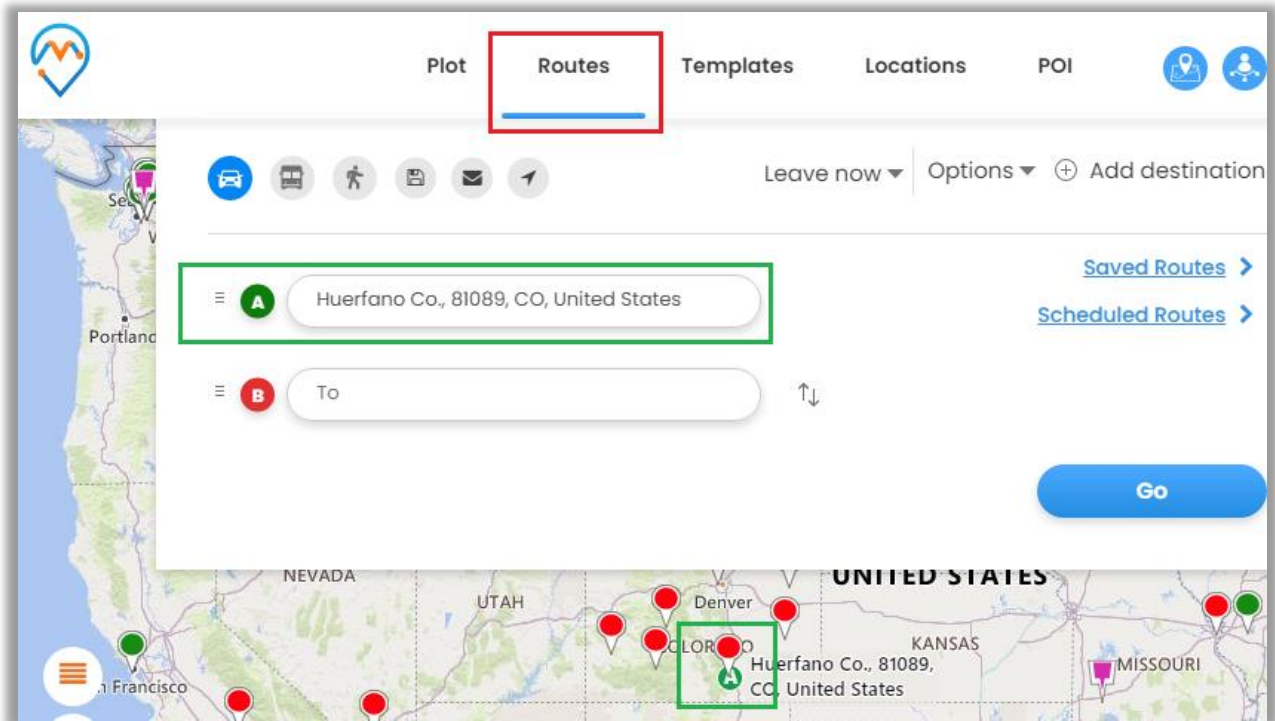 Plot Routes Templates Locations POI
Leave now Options Add destination
A Huerfano Co., 81089, CO, United States
Saved Routes
Scheduled Routes
B To
Go
Portland
NEVADA
UTAH
Denver
UNITED STATES
KANSAS
MISSOURI
Huerfano Co., 81089,
CO, United States
A
Francisco